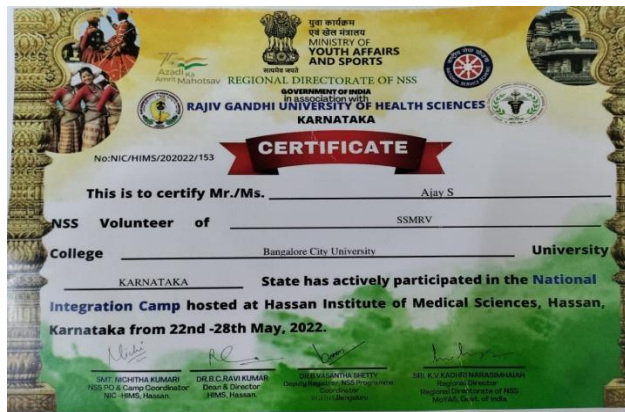 युवा कार्यक्रम
एवं खेल मंत्रालय
MINISTRY OF
YOUTH AFFAIRS
AND SPORTS
सत्यमेव जयते
Azadi Ka
Amrit Mahotsav
REGIONAL DIRECTORATE OF NSS
GOVERNMENT OF INDIA
in association with
RAJIV GANDHI UNIVERSITY OF HEALTH SCIENCES
KARNATAKA
CERTIFICATE
No:NIC/HIMS/202022/153
This is to certify Mr./Ms. Ajay S
NSS Volunteer of SSMRV
College Bangalore City University University
KARNATAKA State has actively participated in the National
Integration Camp hosted at Hassan Institute of Medical Sciences, Hassan,
Karnataka from 22nd -28th May, 2022.
SMT. NICHITHA KUMARI
NSS PO & Camp Coordinator
NIC -HIMS, Hassan.
DR.B.C.RAVI KUMAR
Dean & Director
HIMS, Hassan.
DR.B.VASANTHA SHETTY
Deputy Registrar, NSS Programme
Coordinator
Bengaluru
SRI. K.V KADHRI NARASIMHAIAH
Regional Director
Regional Directorate of NSS
MoYAS, Govt. of India.